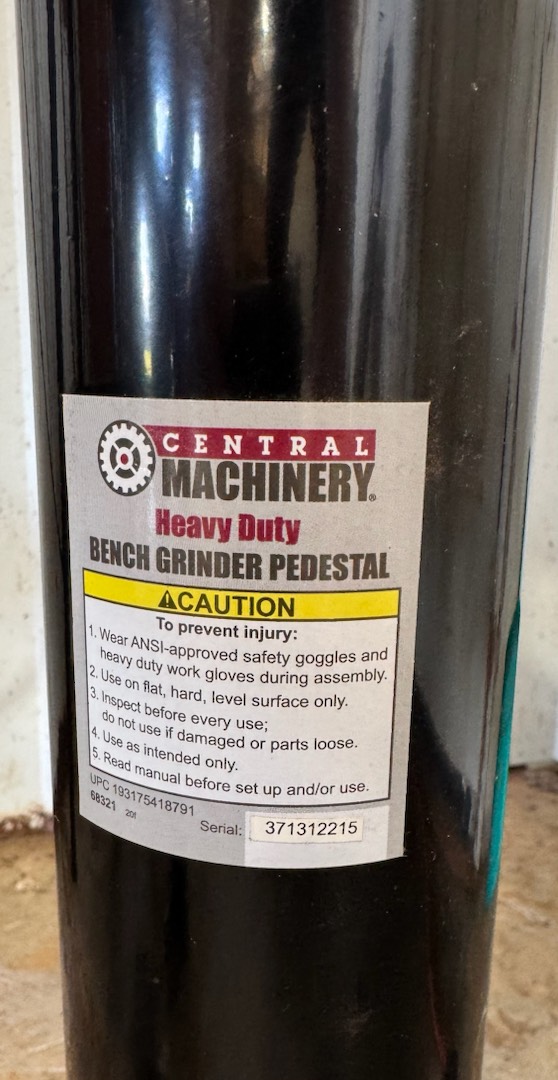 CENTRAL
MACHINERY®
Heavy Duty
BENCH GRINDER PEDESTAL
⚠CAUTION
To prevent injury:
1. Wear ANSI-approved safety goggles and
heavy duty work gloves during assembly.
2. Use on flat, hard, level surface only.
3. Inspect before every use;
do not use if damaged or parts loose.
4. Use as intended only.
5. Read manual before set up and/or use.
UPC 193175418791
68321
Serial: 371312215